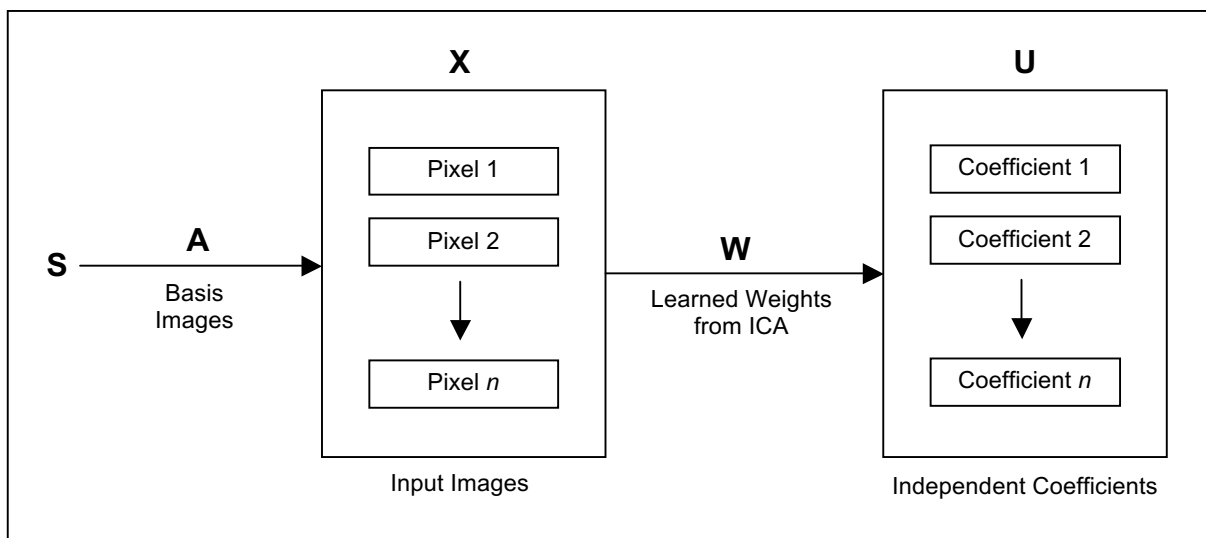 X
U
Pixel 1
Pixel 2
Pixel n
Input Images
S
A
Basis
Images
W
Learned Weights
from ICA
Coefficient 1
Coefficient 2
Coefficient n
Independent Coefficients